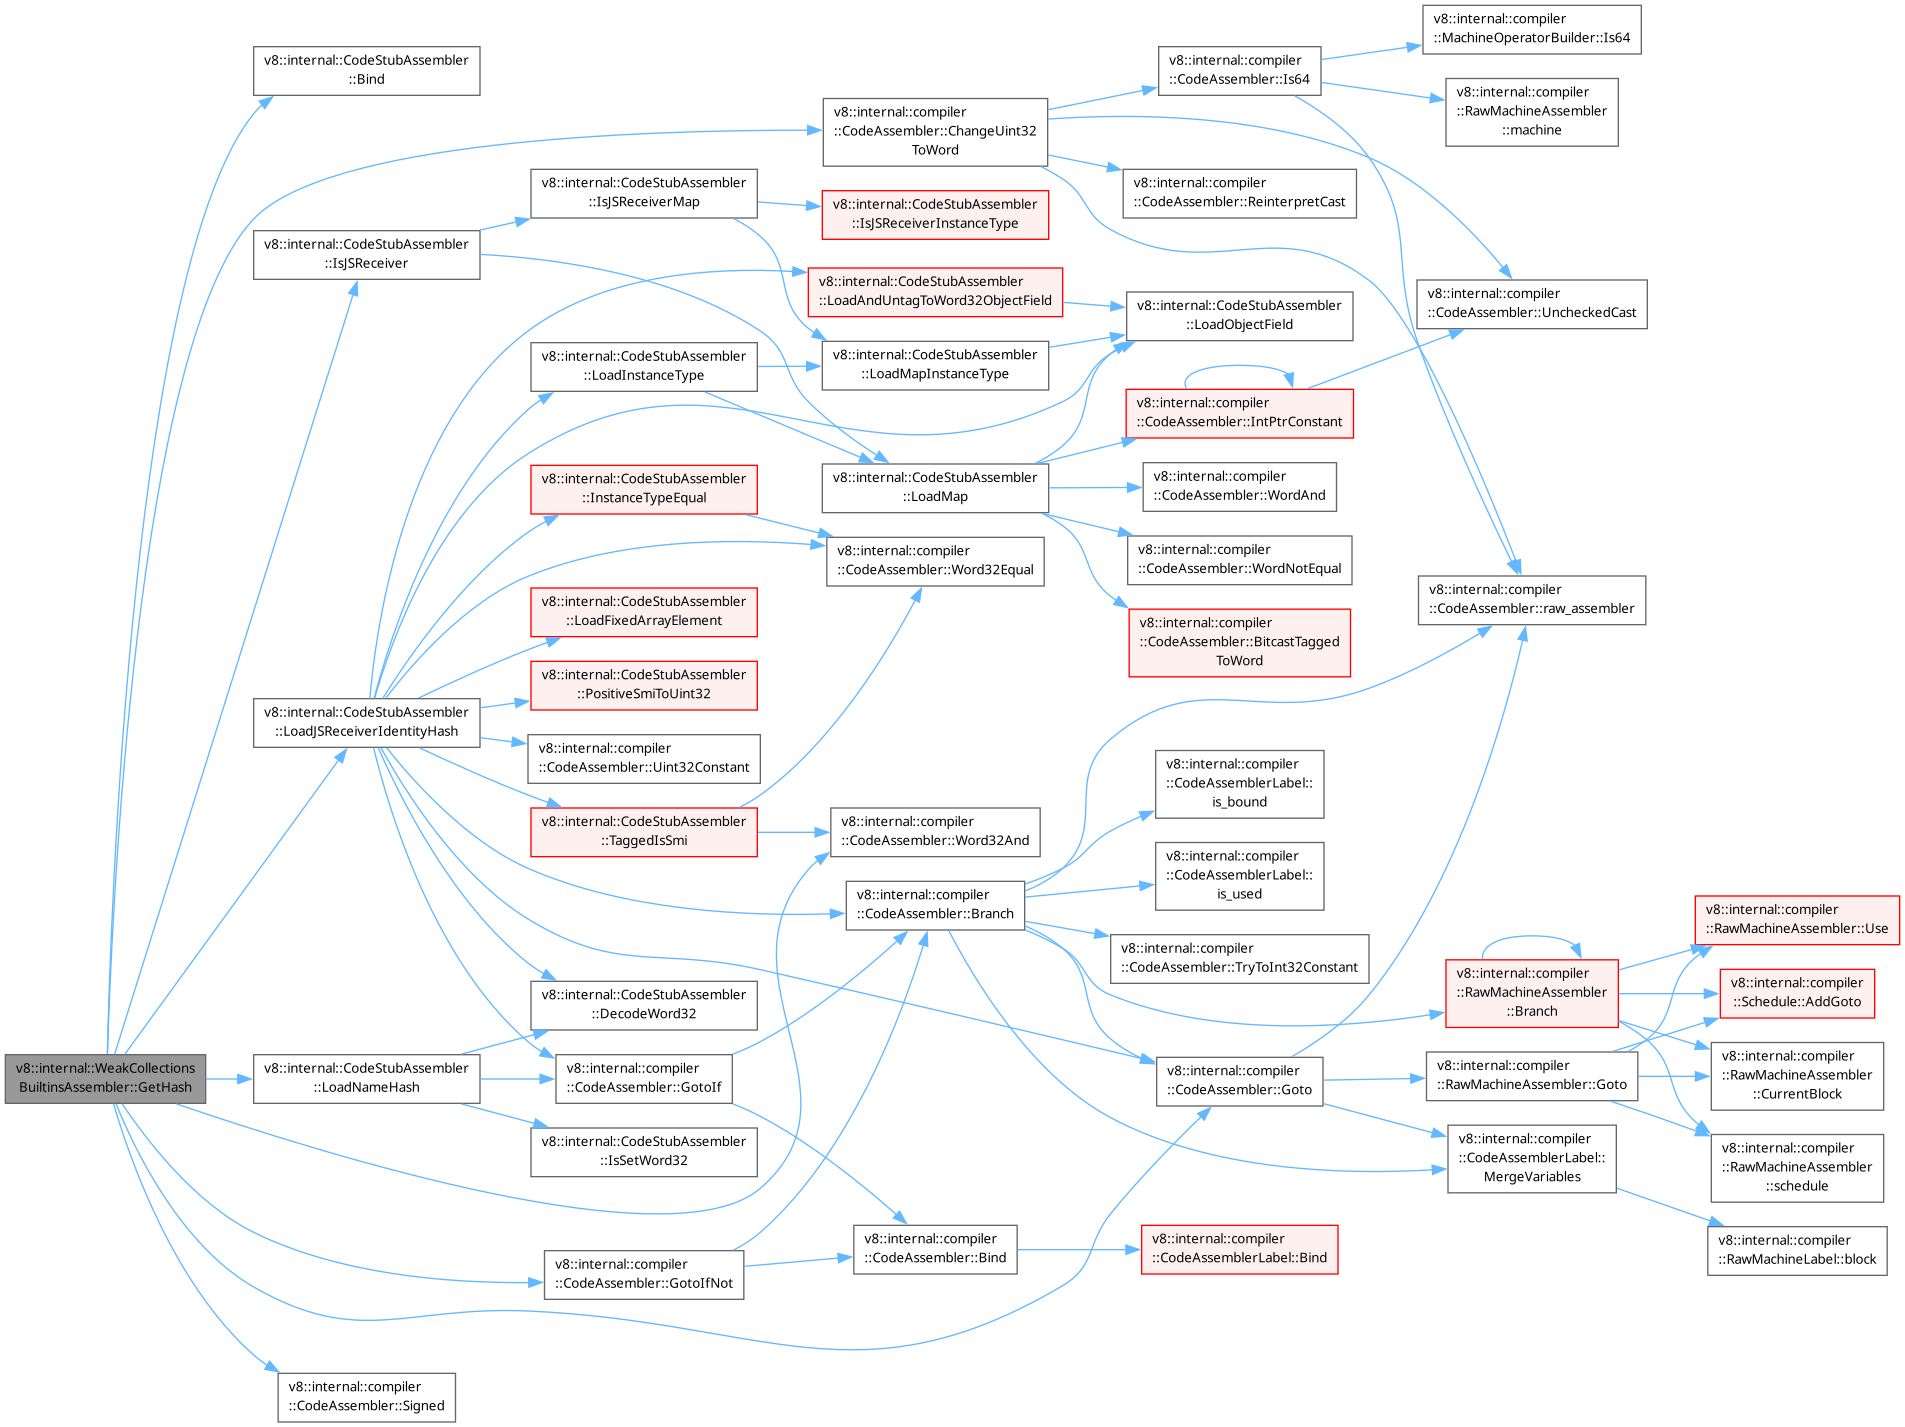 v8::internal::WeakCollections
BuiltinsAssembler::GetHash
v8::internal::CodeStubAssembler
::Bind
v8::internal::CodeStubAssembler
::IsJSReceiver
v8::internal::CodeStubAssembler
::LoadJSReceiverIdentityHash
v8::internal::CodeStubAssembler
::LoadNameHash
v8::internal::compiler
::CodeAssembler::Signed
v8::internal::CodeStubAssembler
::IsJSReceiverMap
v8::internal::CodeStubAssembler
::LoadInstanceType
v8::internal::CodeStubAssembler
::InstanceTypeEqual
v8::internal::CodeStubAssembler
::LoadFixedArrayElement
v8::internal::CodeStubAssembler
::PositiveSmiToUint32
v8::internal::compiler
::CodeAssembler::Uint32Constant
v8::internal::CodeStubAssembler
::TaggedIsSmi
v8::internal::CodeStubAssembler
::DecodeWord32
v8::internal::compiler
::CodeAssembler::GotoIf
v8::internal::CodeStubAssembler
::IsSetWord32
v8::internal::compiler
::CodeAssembler::GotoIfNot
v8::internal::compiler
::CodeAssembler::ChangeUint32
ToWord
v8::internal::CodeStubAssembler
::IsJSReceiverInstanceType
v8::internal::CodeStubAssembler
::LoadAndUntagToWord32ObjectField
v8::internal::CodeStubAssembler
::LoadMapInstanceType
v8::internal::CodeStubAssembler
::LoadMap
v8::internal::compiler
::CodeAssembler::Word32Equal
v8::internal::compiler
::CodeAssembler::Word32And
v8::internal::compiler
::CodeAssembler::Branch
v8::internal::compiler
::CodeAssembler::Bind
v8::internal::compiler
::CodeAssembler::Is64
v8::internal::compiler
::CodeAssembler::ReinterpretCast
v8::internal::CodeStubAssembler
::LoadObjectField
v8::internal::compiler
::CodeAssembler::IntPtrConstant
v8::internal::compiler
::CodeAssembler::WordAnd
v8::internal::compiler
::CodeAssembler::WordNotEqual
v8::internal::compiler
::CodeAssembler::BitcastTagged
ToWord
v8::internal::compiler
::CodeAssemblerLabel::
is_bound
v8::internal::compiler
::CodeAssemblerLabel::
is_used
v8::internal::compiler
::CodeAssembler::TryToInt32Constant
v8::internal::compiler
::CodeAssembler::Goto
v8::internal::compiler
::CodeAssemblerLabel::Bind
v8::internal::compiler
::MachineOperatorBuilder::Is64
v8::internal::compiler
::RawMachineAssembler
::machine
v8::internal::compiler
::CodeAssembler::UncheckedCast
v8::internal::compiler
::CodeAssembler::raw_assembler
v8::internal::compiler
::RawMachineAssembler
::Branch
v8::internal::compiler
::RawMachineAssembler::Goto
v8::internal::compiler
::CodeAssemblerLabel::
MergeVariables
v8::internal::compiler
::RawMachineAssembler::Use
v8::internal::compiler
::Schedule::AddGoto
v8::internal::compiler
::RawMachineAssembler
::CurrentBlock
v8::internal::compiler
::RawMachineAssembler
::schedule
v8::internal::compiler
::RawMachineLabel::block